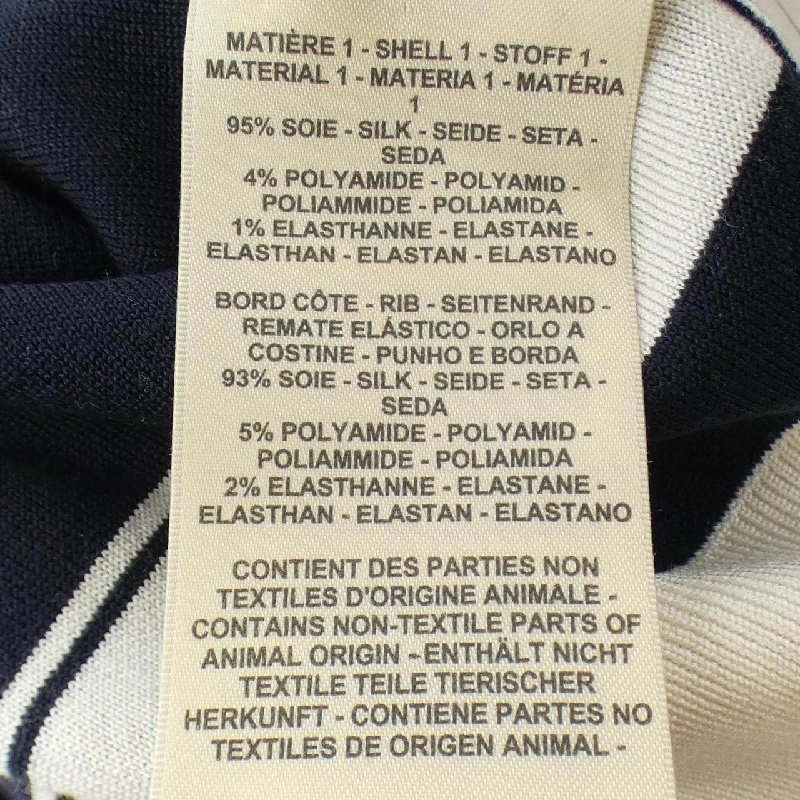 MATIÈRE 1 - SHELL 1 - STOFF 1 -
MATERIAL 1 - MATERIA 1 - MATÉRIA
1
95% SOIE - SILK - SEIDE - SETA -
SEDA
4% POLYAMIDE - POLYAMID -
POLIAMMIDE - POLIAMIDA
1% ELASTHANNE - ELASTANE -
ELASTHAN - ELASTAN - ELASTANO
BORD CÔTE - RIB - SEITENRAND -
REMATE ELÁSTICO - ORLO A
COSTINE - PUNHO E BORDA
93% SOIE - SILK - SEIDE - SETA -
SEDA
5% POLYAMIDE - POLYAMID -
POLIAMMIDE - POLIAMIDA
2% ELASTHANNE - ELASTANE -
ELASTHAN - ELASTAN - ELASTANO
CONTIENT DES PARTIES NON
TEXTILES D'ORIGINE ANIMALE -
CONTAINS NON-TEXTILE PARTS OF
ANIMAL ORIGIN - ENTHÄLT NICHT
TEXTILE TEILE TIERISCHER
HERKUNFT - CONTIENE PARTES NO
TEXTILES DE ORIGEN ANIMAL -